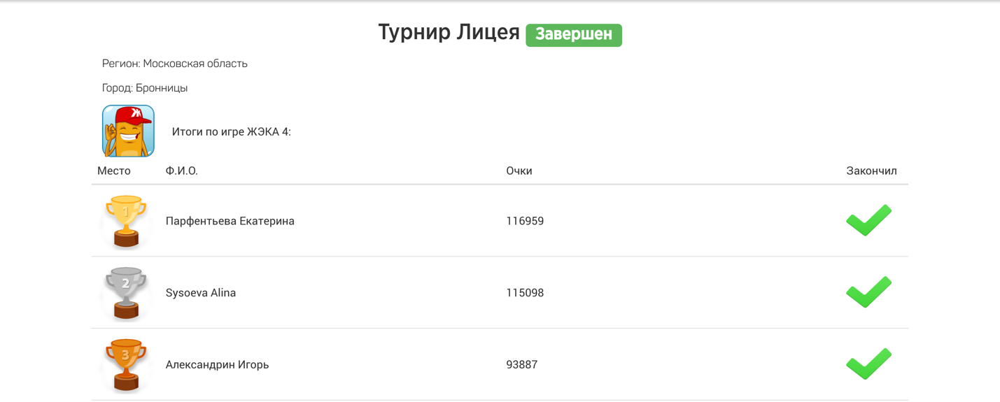 Турнир Лицея Завершен
Регион: Московская область
Город: Бронницы
Ж
Итоги по игре ЖЭКА 4:
Место Ф.И.О. Очки Закончил
1 Парфентьева Екатерина 116959
2 Sysoeva Alina 115098
3 Александрин Игорь 93887